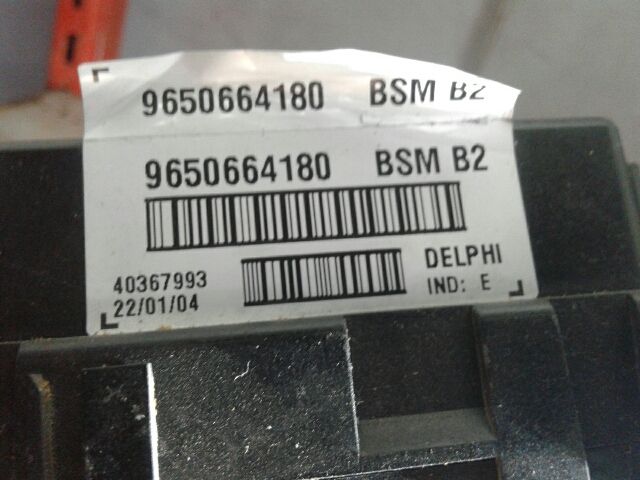 9650664180 BSM B2
9650664180 BSM B2
40367993
22/01/04
DELPHI
IND: E